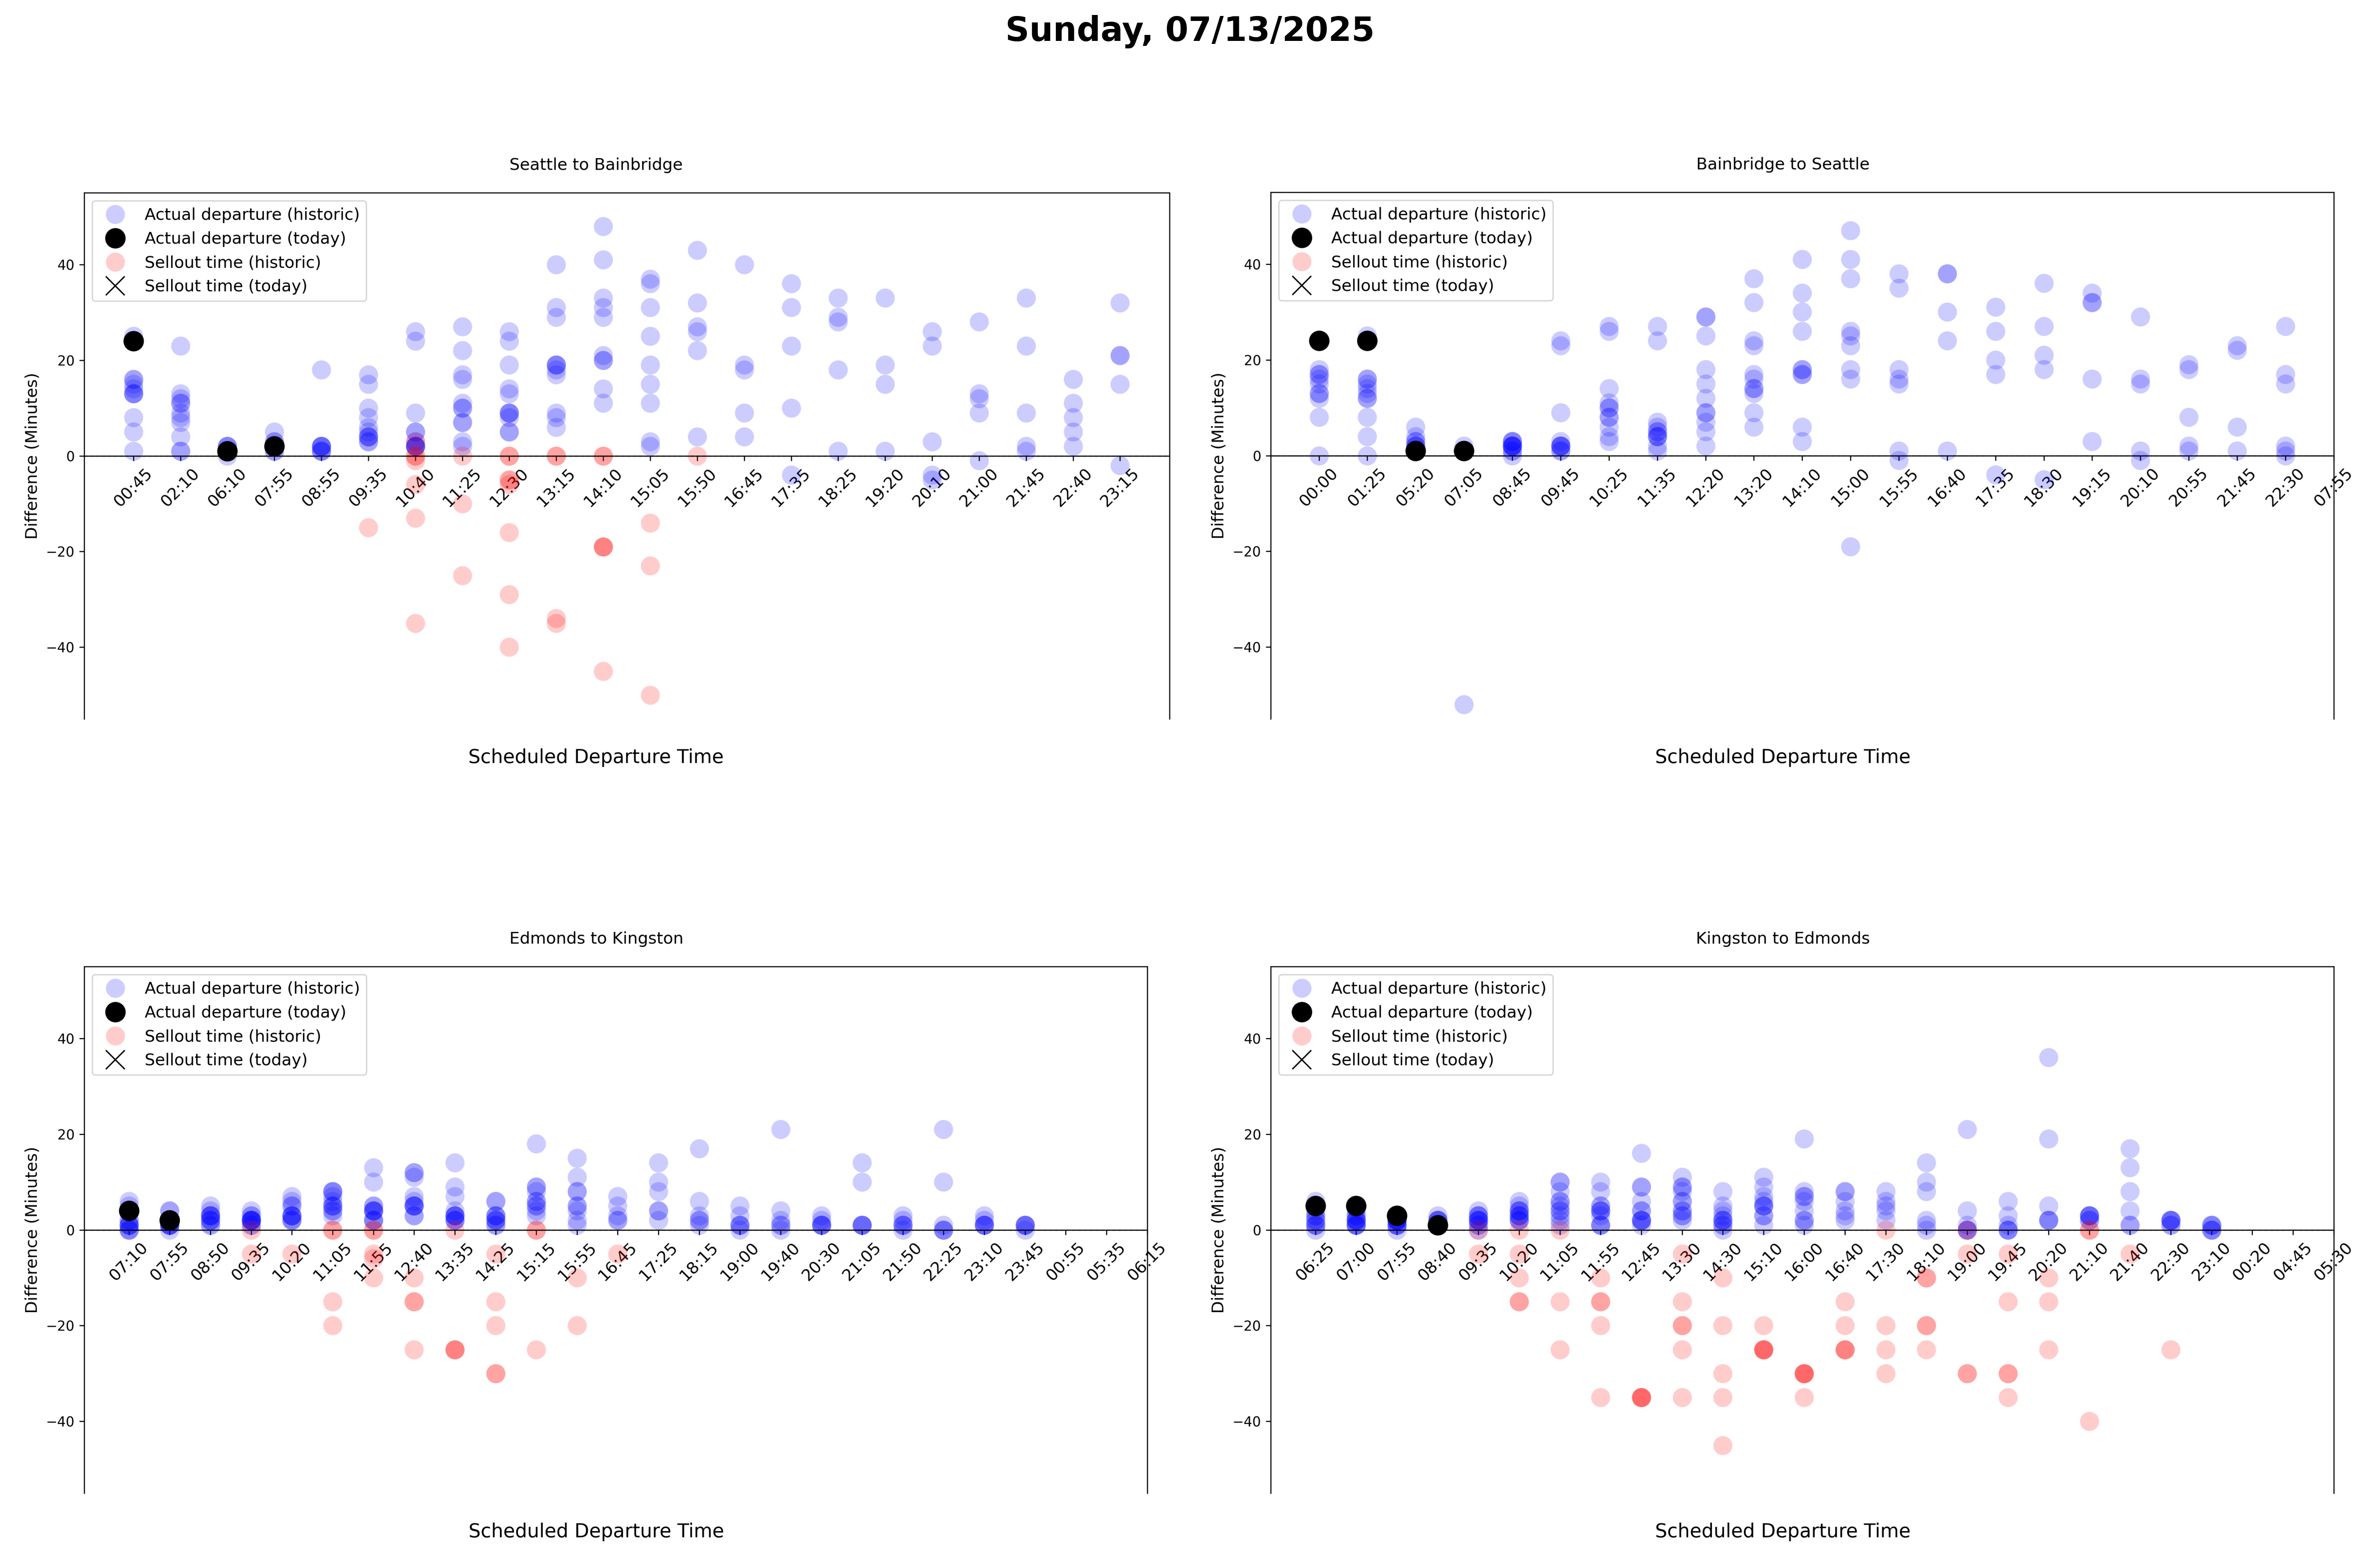 Sunday, 07/13/2025
Seattle to Bainbridge
Actual departure (historic)
Actual departure (today)
Sellout time (historic)
Sellout time (today)
Difference (Minutes)
40
20
0
−20
−40
00:45 02:10 06:10 07:55 08:55 09:35 10:40 11:25 12:30 13:15 14:10 15:05 15:50 16:45 17:35 18:25 19:20 20:10 21:00 21:45 22:40 23:15
Scheduled Departure Time
Bainbridge to Seattle
Actual departure (historic)
Actual departure (today)
Sellout time (historic)
Sellout time (today)
Difference (Minutes)
40
20
0
−20
−40
00:00 01:25 05:20 07:05 08:45 09:45 10:25 11:35 12:20 13:20 14:10 15:00 15:55 16:40 17:35 18:30 19:15 20:10 20:55 21:45 22:30 07:55
Scheduled Departure Time
Edmonds to Kingston
Actual departure (historic)
Actual departure (today)
Sellout time (historic)
Sellout time (today)
Difference (Minutes)
40
20
0
−20
−40
07:10 07:55 08:50 09:35 10:20 11:05 11:55 12:40 13:35 14:25 15:15 15:55 16:45 17:25 18:15 19:00 19:40 20:30 21:05 21:50 22:25 23:10 23:45 00:55 05:35 06:15
Scheduled Departure Time
Kingston to Edmonds
Actual departure (historic)
Actual departure (today)
Sellout time (historic)
Sellout time (today)
Difference (Minutes)
40
20
0
−20
−40
06:25 07:00 07:55 08:40 09:35 10:20 11:05 11:55 12:45 13:30 14:30 15:10 16:00 16:40 17:30 18:10 19:00 19:45 20:20 21:10 21:40 22:30 23:10 00:20 04:45 05:30
Scheduled Departure Time